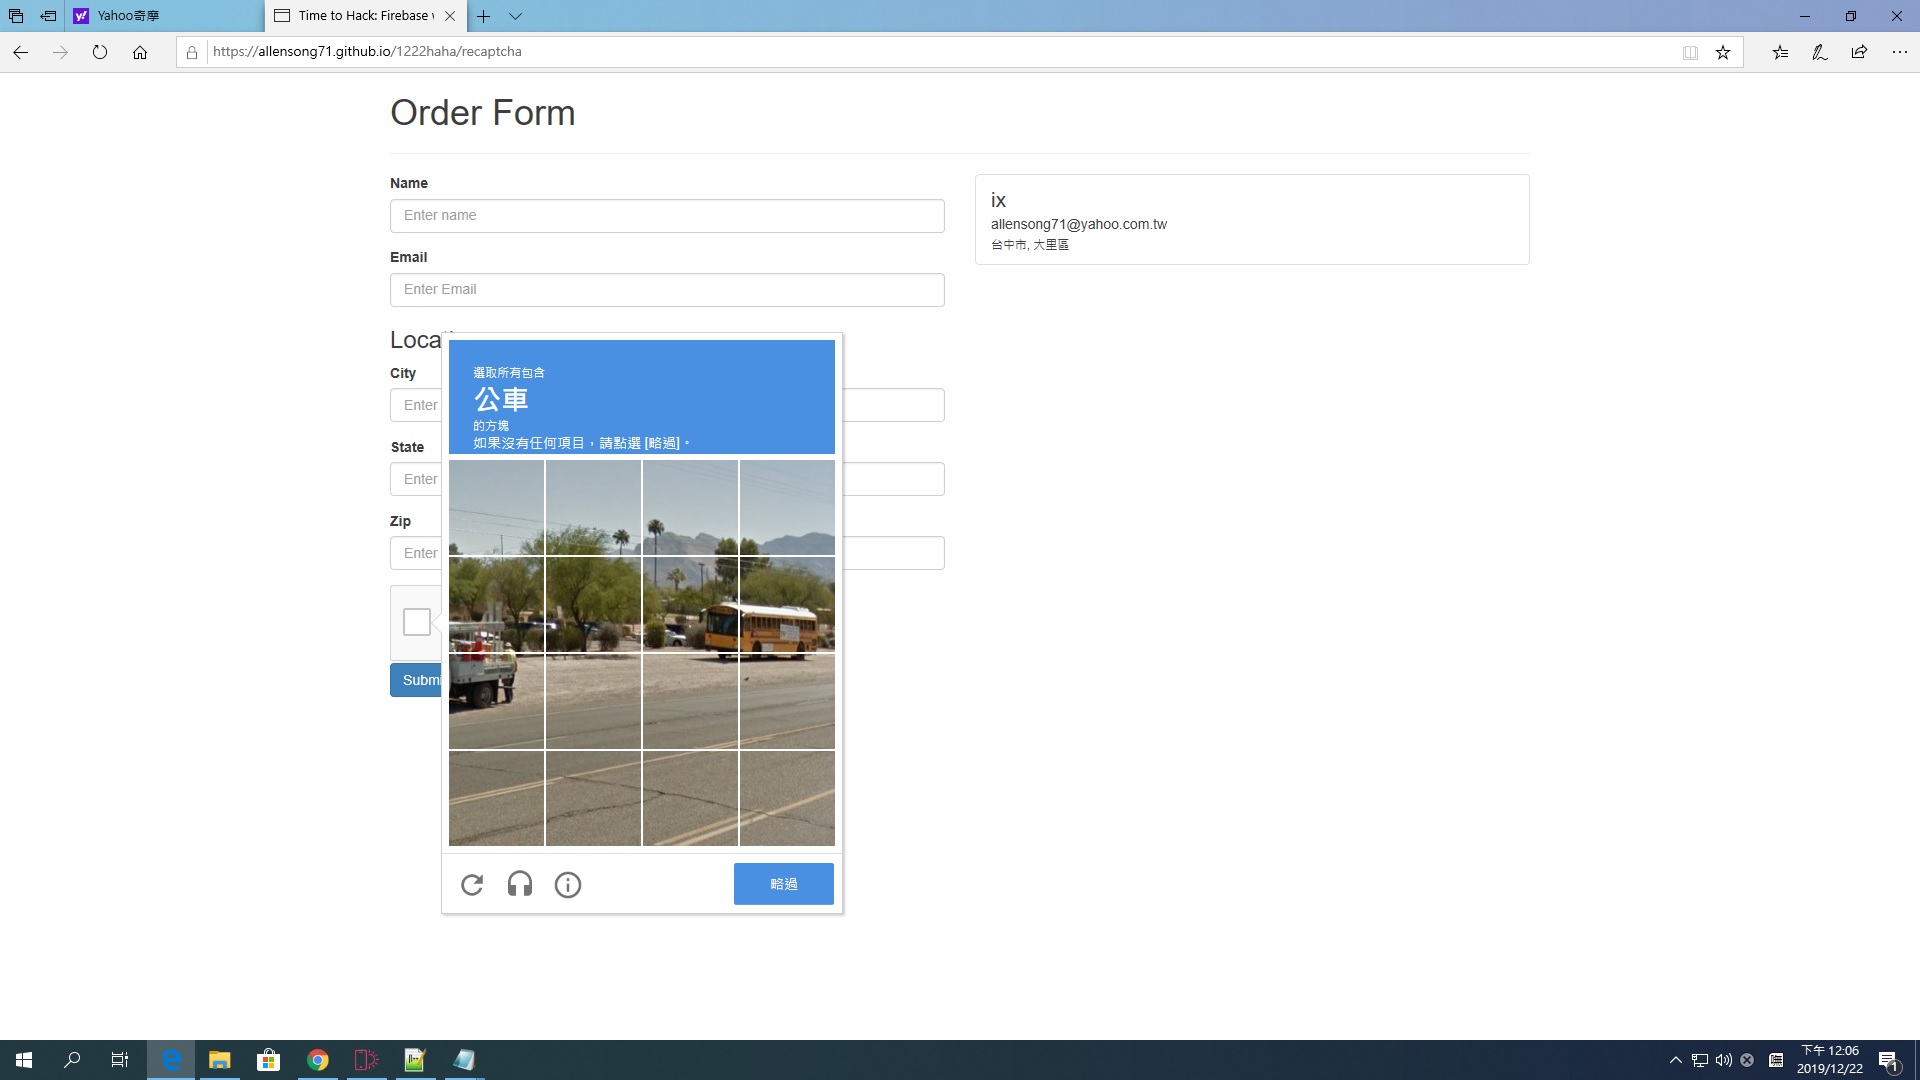 Yahoo奇摩
Time to Hack: Firebase
https://allensong71.github.io/1222haha/recaptcha
Order Form
Name
Enter name
Email
Enter Email
ix
allensong71@yahoo.com.tw
台中市, 大里區
City
Enter
State
Enter
Zip
Enter
選取所有包含
公車
的方塊
如果沒有任何項目，請點選 [略過]。
略過
下午 12:06
2019/12/22
1